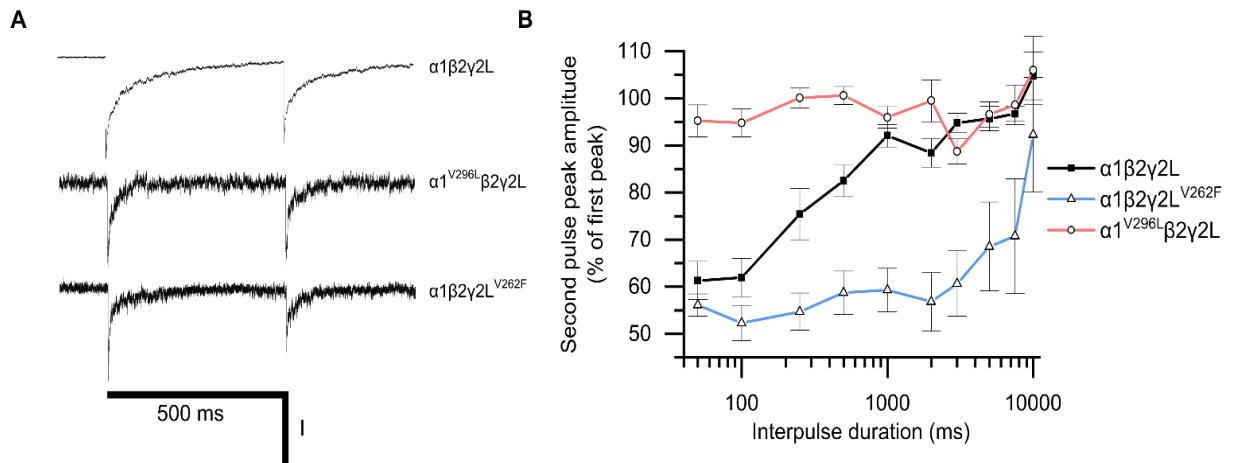 A
α1β2γ2L
α1V296Lβ2γ2L
α1β2γ2LV262F
500 ms
I
B
Second pulse peak amplitude
(% of first peak)
110
100
90
80
70
60
50
100
1000
10000
Interpulse duration (ms)
α1β2γ2L
α1β2γ2LV262F
α1V296Lβ2γ2L